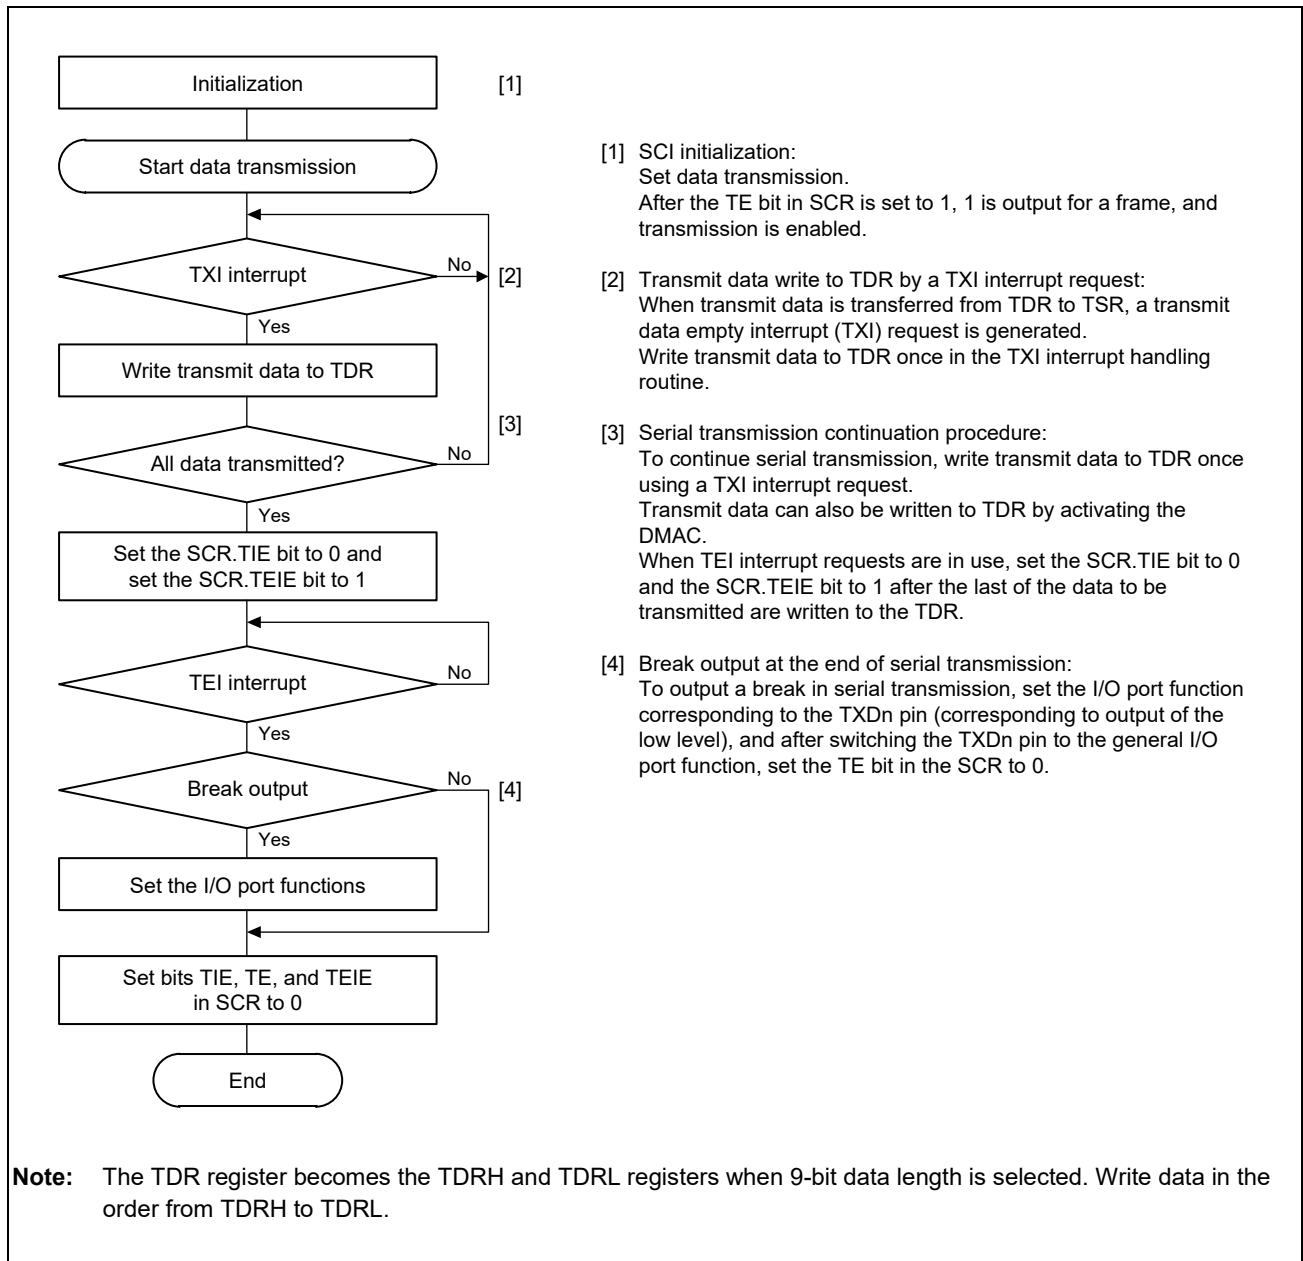 Initialization
[1]
Start data transmission
TXI interrupt
No
[2]
Yes
Write transmit data to TDR
[3]
All data transmitted?
No
Yes
Set the SCR.TIE bit to 0 and
set the SCR.TEIE bit to 1
TEI interrupt
No
Yes
Break output
No
[4]
Yes
Set the I/O port functions
Set bits TIE, TE, and TEIE
in SCR to 0
End
[1] SCI initialization:
Set data transmission.
After the TE bit in SCR is set to 1, 1 is output for a frame, and
transmission is enabled.
[2] Transmit data write to TDR by a TXI interrupt request:
When transmit data is transferred from TDR to TSR, a transmit
data empty interrupt (TXI) request is generated.
Write transmit data to TDR once in the TXI interrupt handling
routine.
[3] Serial transmission continuation procedure:
To continue serial transmission, write transmit data to TDR once
using a TXI interrupt request.
Transmit data can also be written to TDR by activating the
DMAC.
When TEI interrupt requests are in use, set the SCR.TIE bit to 0
and the SCR.TEIE bit to 1 after the last of the data to be
transmitted are written to the TDR.
[4] Break output at the end of serial transmission:
To output a break in serial transmission, set the I/O port function
corresponding to the TXDn pin (corresponding to output of the
low level), and after switching the TXDn pin to the general I/O
port function, set the TE bit in the SCR to 0.
Note: The TDR register becomes the TDRH and TDRL registers when 9-bit data length is selected. Write data in the
order from TDRH to TDRL.